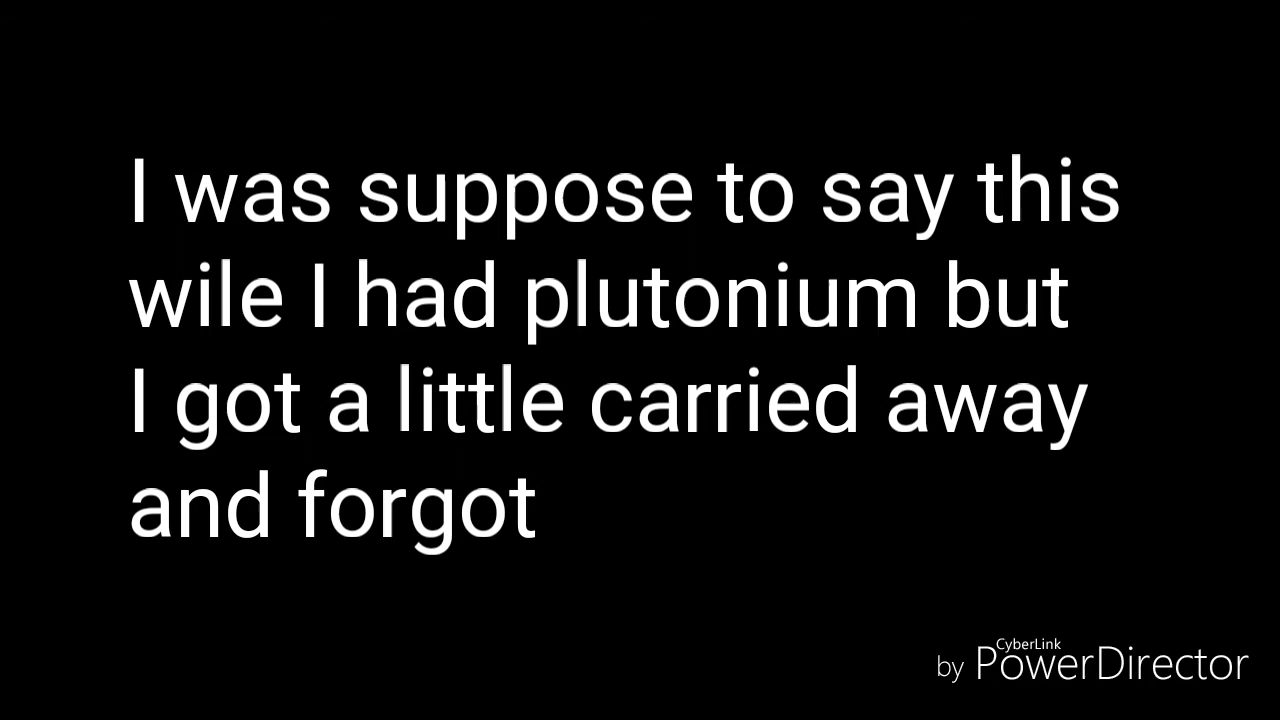 I was suppose to say this
wile I had plutonium but
I got a little carried away
and forgot
CyberLink
by PowerDirector